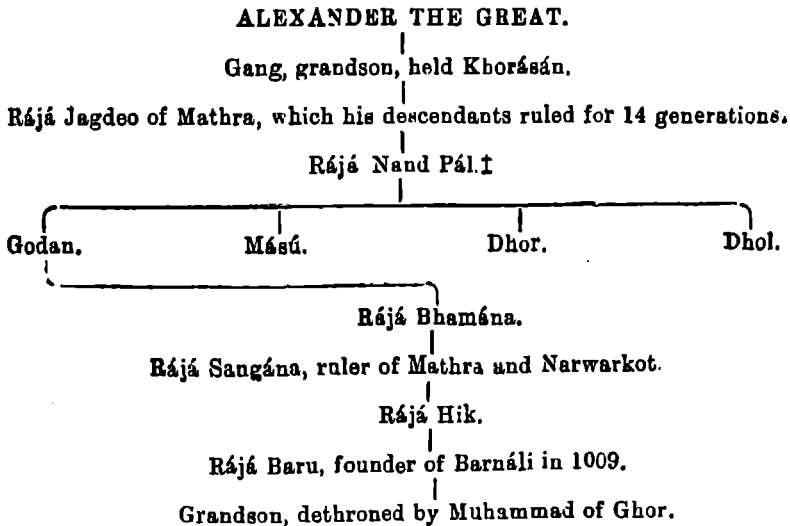 ALEXANDER THE GREAT.
Gang, grandson, held Khorásán.
Rájá Jagdeo of Mathra, which his descendants ruled for 14 generations.
Rájá Nand Pál.‡
Godan. Mású. Dhor. Dhol.
Rájá Bhamána.
Rájá Sangána, ruler of Mathra and Narwarkot.
Rájá Hik.
Rájá Baru, founder of Barnáli in 1009.
Grandson, dethroned by Muhammad of Ghor.